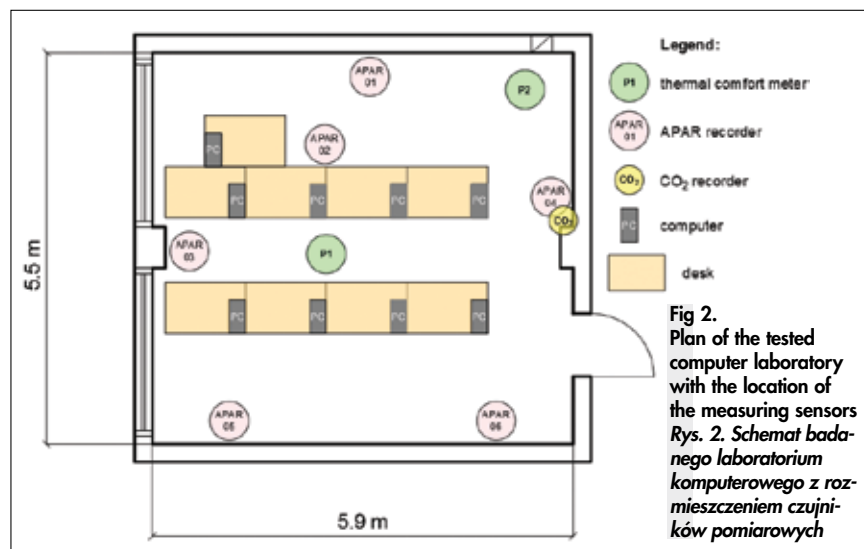 Legend:
P1 thermal comfort meter
APAR 01 APAR recorder
CO₂ CO₂ recorder
PC computer
desk
APAR
01
P2
APAR
02
PC
PC PC PC PC
APAR
04
CO₂
APAR
03
P1
PC PC PC PC
APAR
05
APAR
06
5.5 m
5.9 m
Fig 2.
Plan of the tested
computer laboratory
with the location of
the measuring sensors
Rys. 2. Schemat bada-
nego laboratorium
komputerowego z roz-
mieszczeniem czujni-
ków pomiarowych